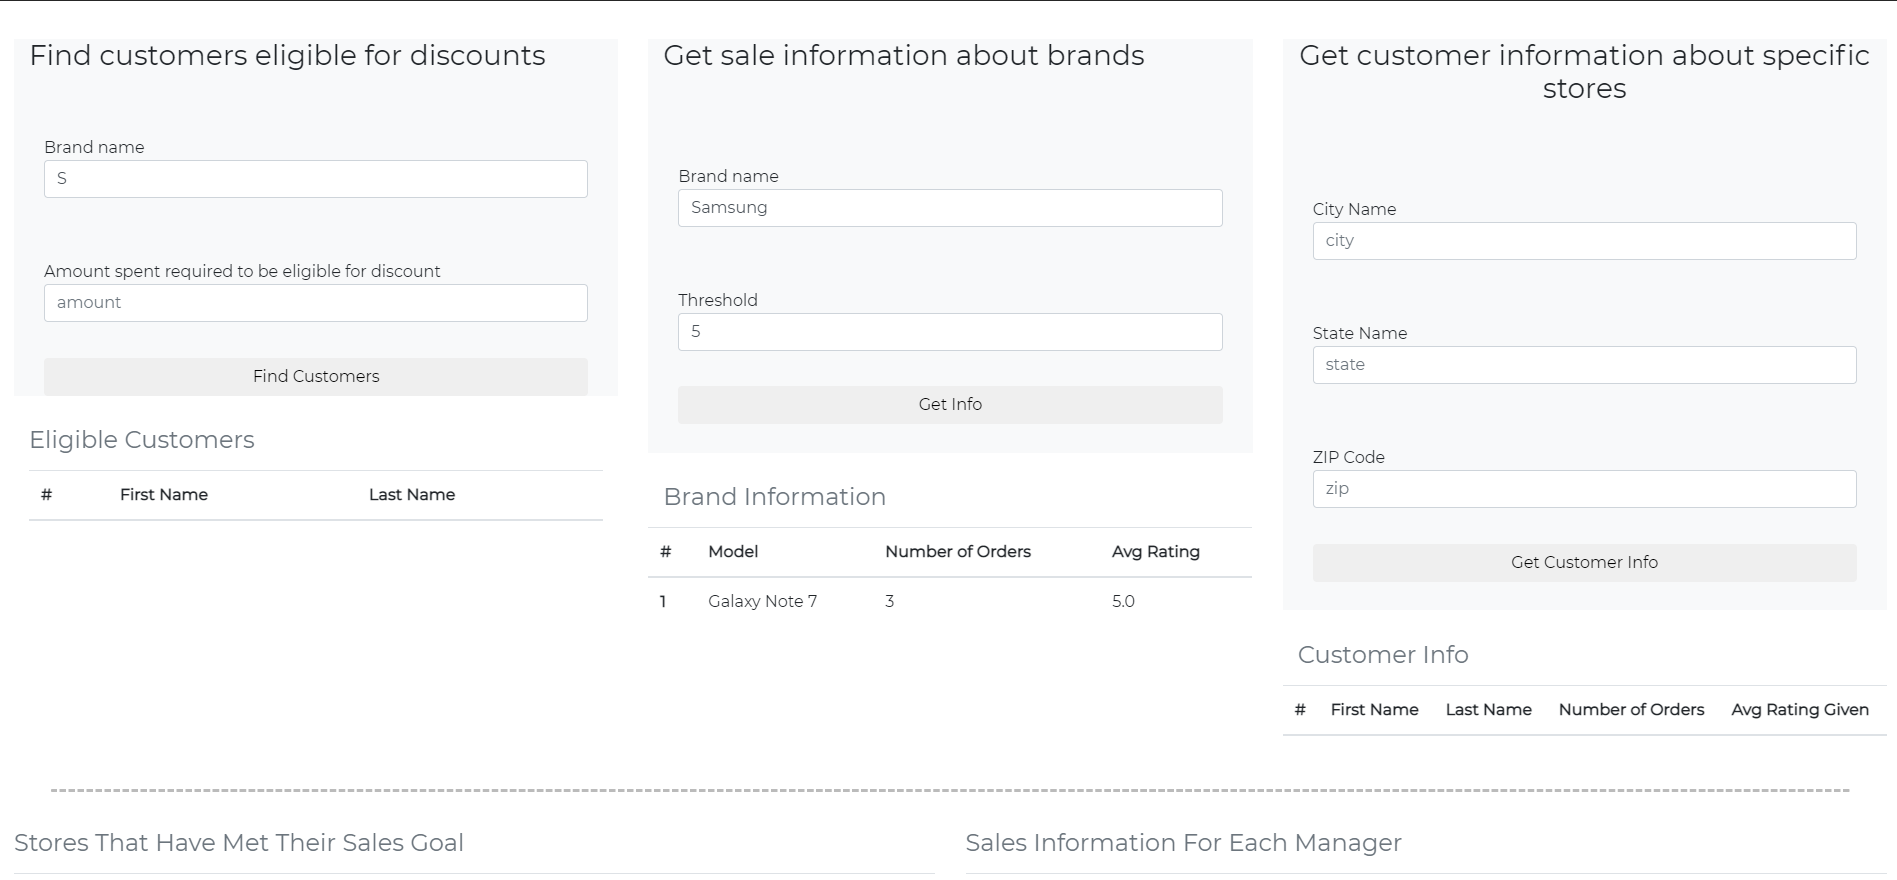 Find customers eligible for discounts
Brand name
S
Amount spent required to be eligible for discount
amount
Find Customers
Eligible Customers
# First Name Last Name
Get sale information about brands
Brand name
Samsung
Threshold
5
Get Info
Brand Information
# Model Number of Orders Avg Rating
1 Galaxy Note 7 3 5.0
Get customer information about specific
stores
City Name
city
State Name
state
ZIP Code
zip
Get Customer Info
Customer Info
# First Name Last Name Number of Orders Avg Rating Given
Stores That Have Met Their Sales Goal
Sales Information For Each Manager